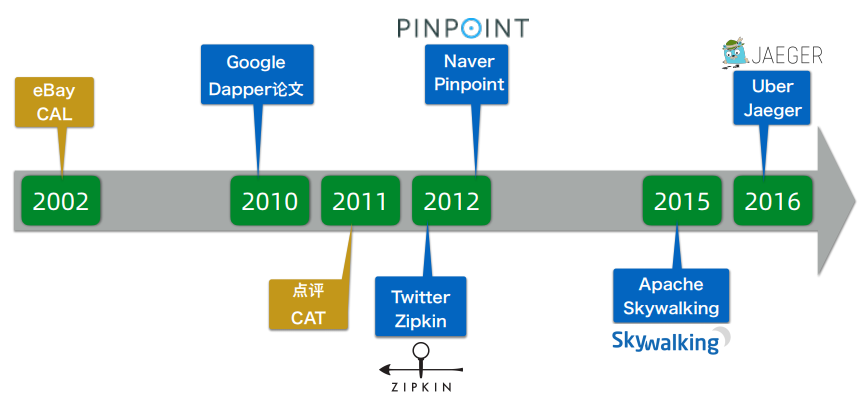 PINPOINT
JAEGER
eBay
CAL
Google
Dapper论文
Naver
Pinpoint
Uber
Jaeger
2002
2010
2011
2012
2015
2016
点评
CAT
Twitter
Zipkin
Apache
Skywalking
Skywalking
ZIPKIN